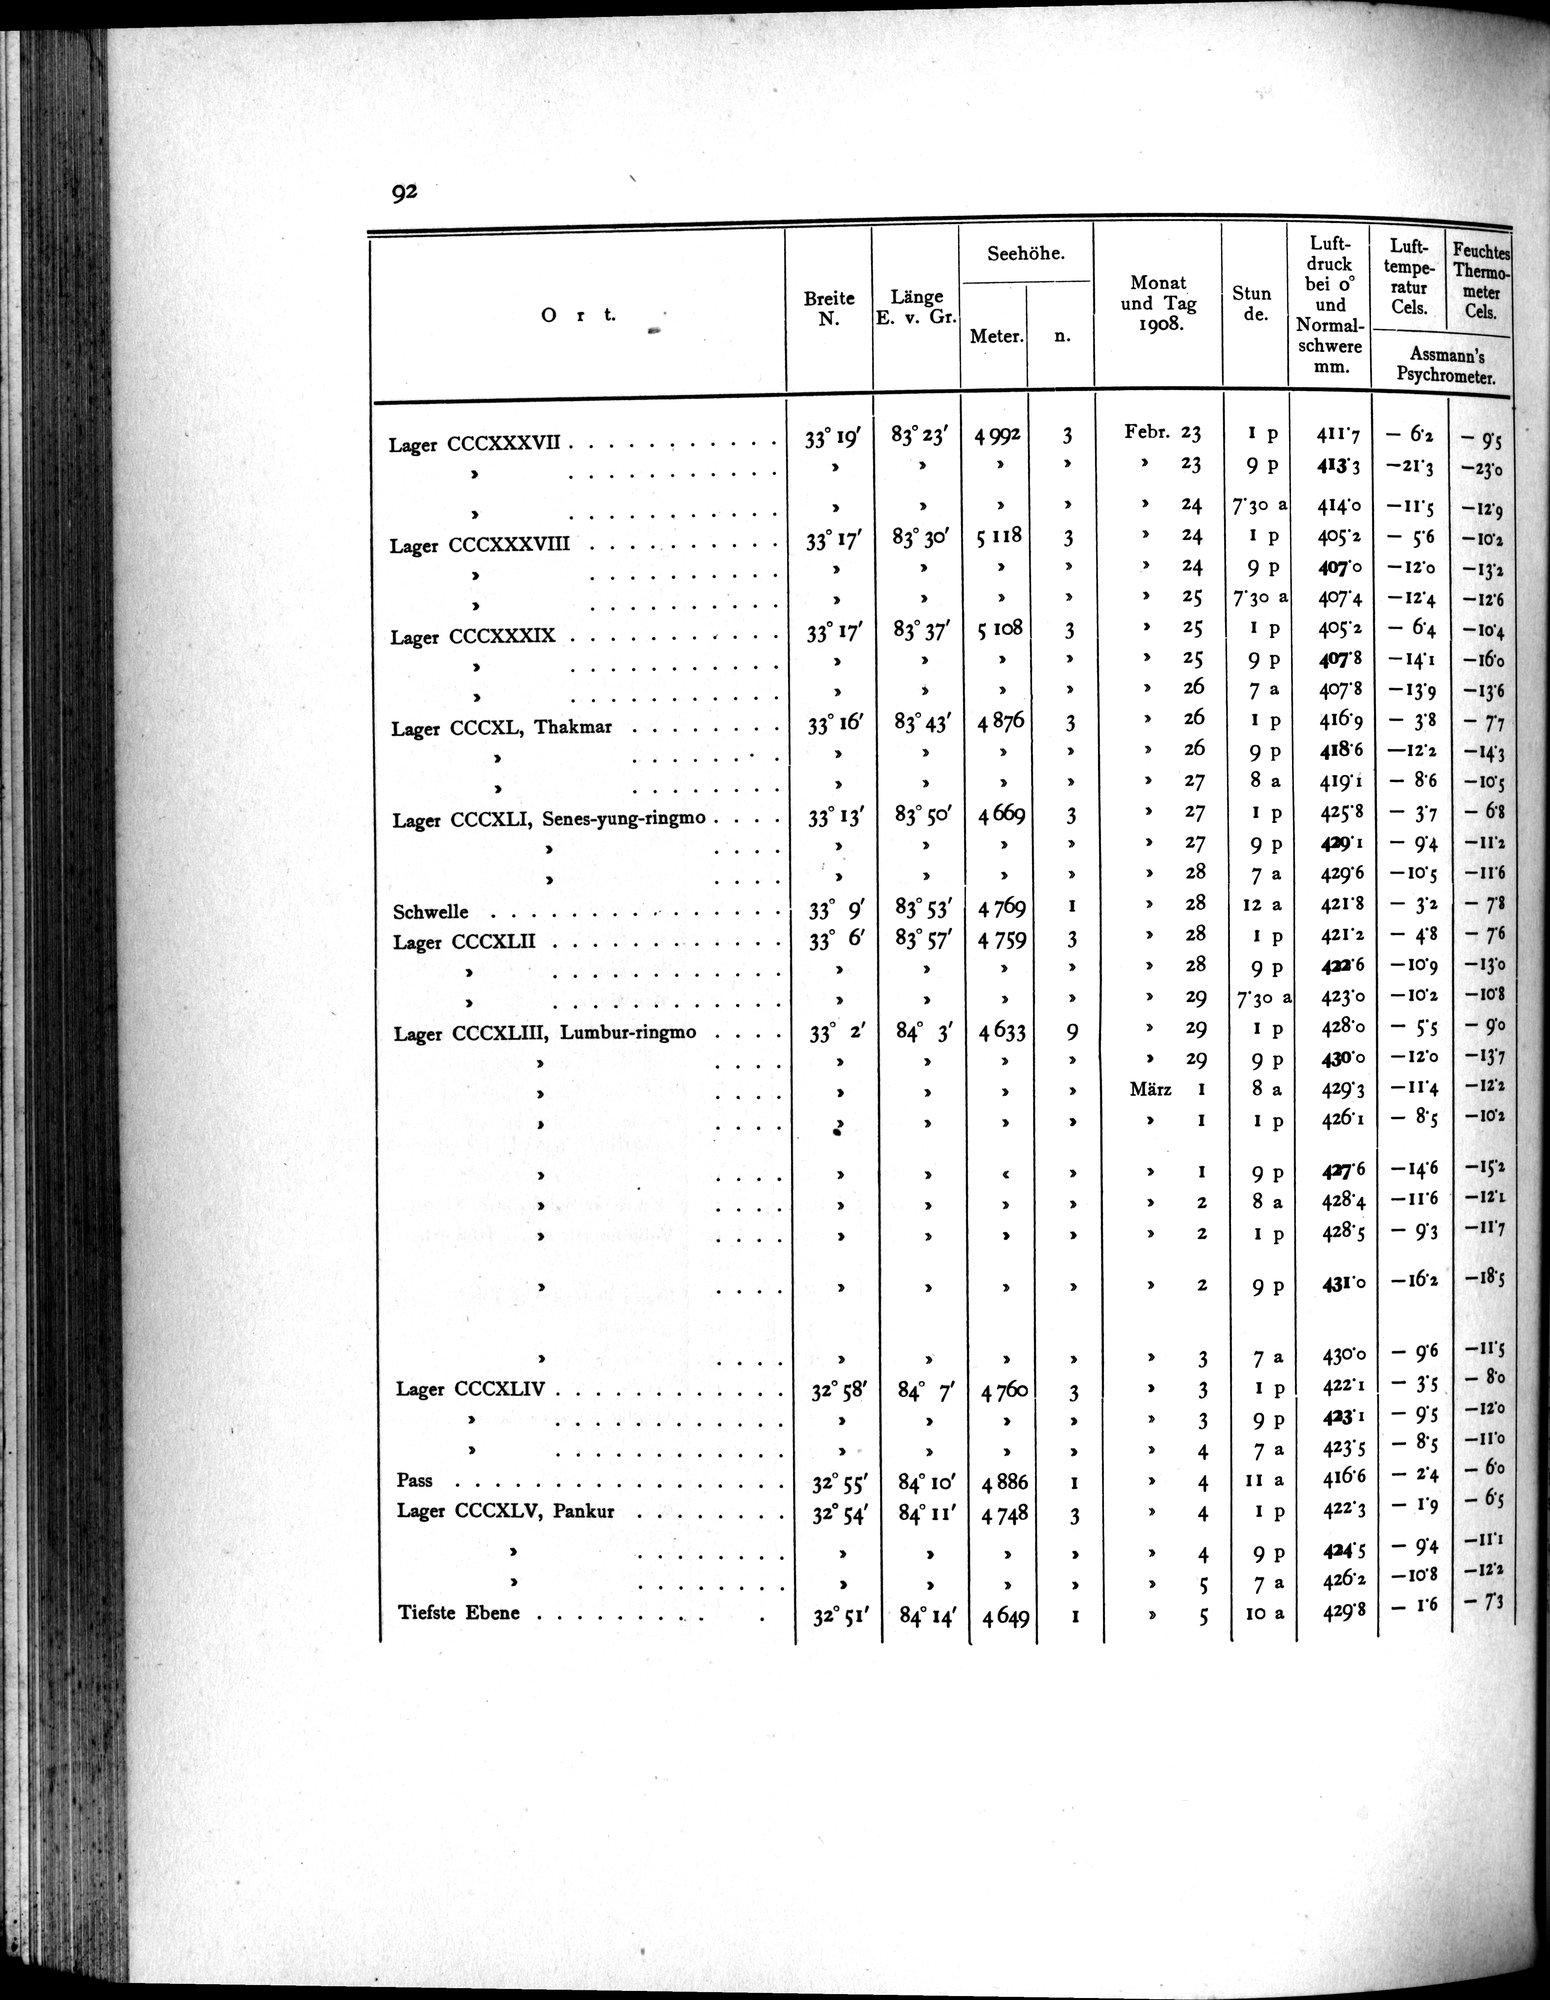 92
O r t. | Breite N. | Länge E. v. Gr. | Seehöhe. Meter. | Seehöhe. n. | Monat und Tag 1908. | Stun de. | Luft-druck bei 0° und Normal-schwere mm. | Luft-tempe-ratur Cels. | Feuchtes Thermo-meter Cels.
Assmann's Psychrometer.
Lager CCCXXXVII . . . . . . . . . . . 33° 19′ 83° 23′ 4 992 3 Febr. 23 1 p 411·7 — 6·2 — 9·5
» . . . . . . . . . . . » » » » » 23 9 p 413·3 —21·3 —23·0
» . . . . . . . . . . . » » » » » 24 7·30 a 414·0 —11·5 —12·9
Lager CCCXXXVIII . . . . . . . . . . 33° 17′ 83° 30′ 5 118 3 » 24 1 p 405·2 — 5·6 —10·2
» . . . . . . . . . . » » » » » 24 9 p 407·0 —12·0 —13·2
» . . . . . . . . . . » » » » » 25 7·30 a 407·4 —12·4 —12·6
Lager CCCXXXIX . . . . . . . . . . . 33° 17′ 83° 37′ 5 108 3 » 25 1 p 405·2 — 6·4 —10·4
» . . . . . . . . . . . » » » » » 25 9 p 407·8 —14·1 —16·0
» . . . . . . . . . . . » » » » » 26 7 a 407·8 —13·9 —13·6
Lager CCCXL, Thakmar . . . . . . . . 33° 16′ 83° 43′ 4 876 3 » 26 1 p 416·9 — 3·8 — 7·7
» . . . . . . . . » » » » » 26 9 p 418·6 —12·2 —14·3
» . . . . . . . . » » » » » 27 8 a 419·1 — 8·6 —10·5
Lager CCCXLI, Senes-yung-ringmo . . . . 33° 13′ 83° 50′ 4 669 3 » 27 1 p 425·8 — 3·7 — 6·8
» . . . . » » » » » 27 9 p 429·1 — 9·4 —11·2
» . . . . » » » » » 28 7 a 429·6 —10·5 —11·6
Schwelle . . . . . . . . . . . . . . . 33° 9′ 83° 53′ 4 769 1 » 28 12 a 421·8 — 3·2 — 7·8
Lager CCCXLII . . . . . . . . . . . . 33° 6′ 83° 57′ 4 759 3 » 28 1 p 421·2 — 4·8 — 7·6
» . . . . . . . . . . . . » » » » » 28 9 p 422·6 —10·9 —13·0
» . . . . . . . . . . . . » » » » » 29 7·30 a 423·0 —10·2 —10·8
Lager CCCXLIII, Lumbur-ringmo . . . . 33° 2′ 84° 3′ 4 633 9 » 29 1 p 428·0 — 5·5 — 9·0
» . . . . » » » » » 29 9 p 430·0 —12·0 —13·7
» . . . . » » » » März 1 8 a 429·3 —11·4 —12·2
» . . . . » » » » » 1 1 p 426·1 — 8·5 —10·2
» . . . . » » « » » 1 9 p 427·6 —14·6 —15·2
» . . . . » » » » » 2 8 a 428·4 —11·6 —12·1
» . . . . » » » » » 2 1 p 428·5 — 9·3 —11·7
» . . . . » » » » » 2 9 p 431·0 —16·2 —18·5
» . . . . » » » » » 3 7 a 430·0 — 9·6 —11·5
Lager CCCXLIV . . . . . . . . . . . . 32° 58′ 84° 7′ 4 760 3 » 3 1 p 422·1 — 3·5 — 8·0
» . . . . . . . . . . . . » » » » » 3 9 p 423·1 — 9·5 —12·0
» . . . . . . . . . . . . » » » » » 4 7 a 423·5 — 8·5 —11·0
Pass . . . . . . . . . . . . . . . . . 32° 55′ 84° 10′ 4 886 1 » 4 11 a 416·6 — 2·4 — 6·0
Lager CCCXLV, Pankur . . . . . . . . 32° 54′ 84° 11′ 4 748 3 » 4 1 p 422·3 — 1·9 — 6·5
» . . . . . . . . » » » » » 4 9 p 424·5 — 9·4 —11·1
» . . . . . . . . » » » » » 5 7 a 426·2 —10·8 —12·2
Tiefste Ebene . . . . . . . . . . 32° 51′ 84° 14′ 4 649 1 » 5 10 a 429·8 — 1·6 — 7·3